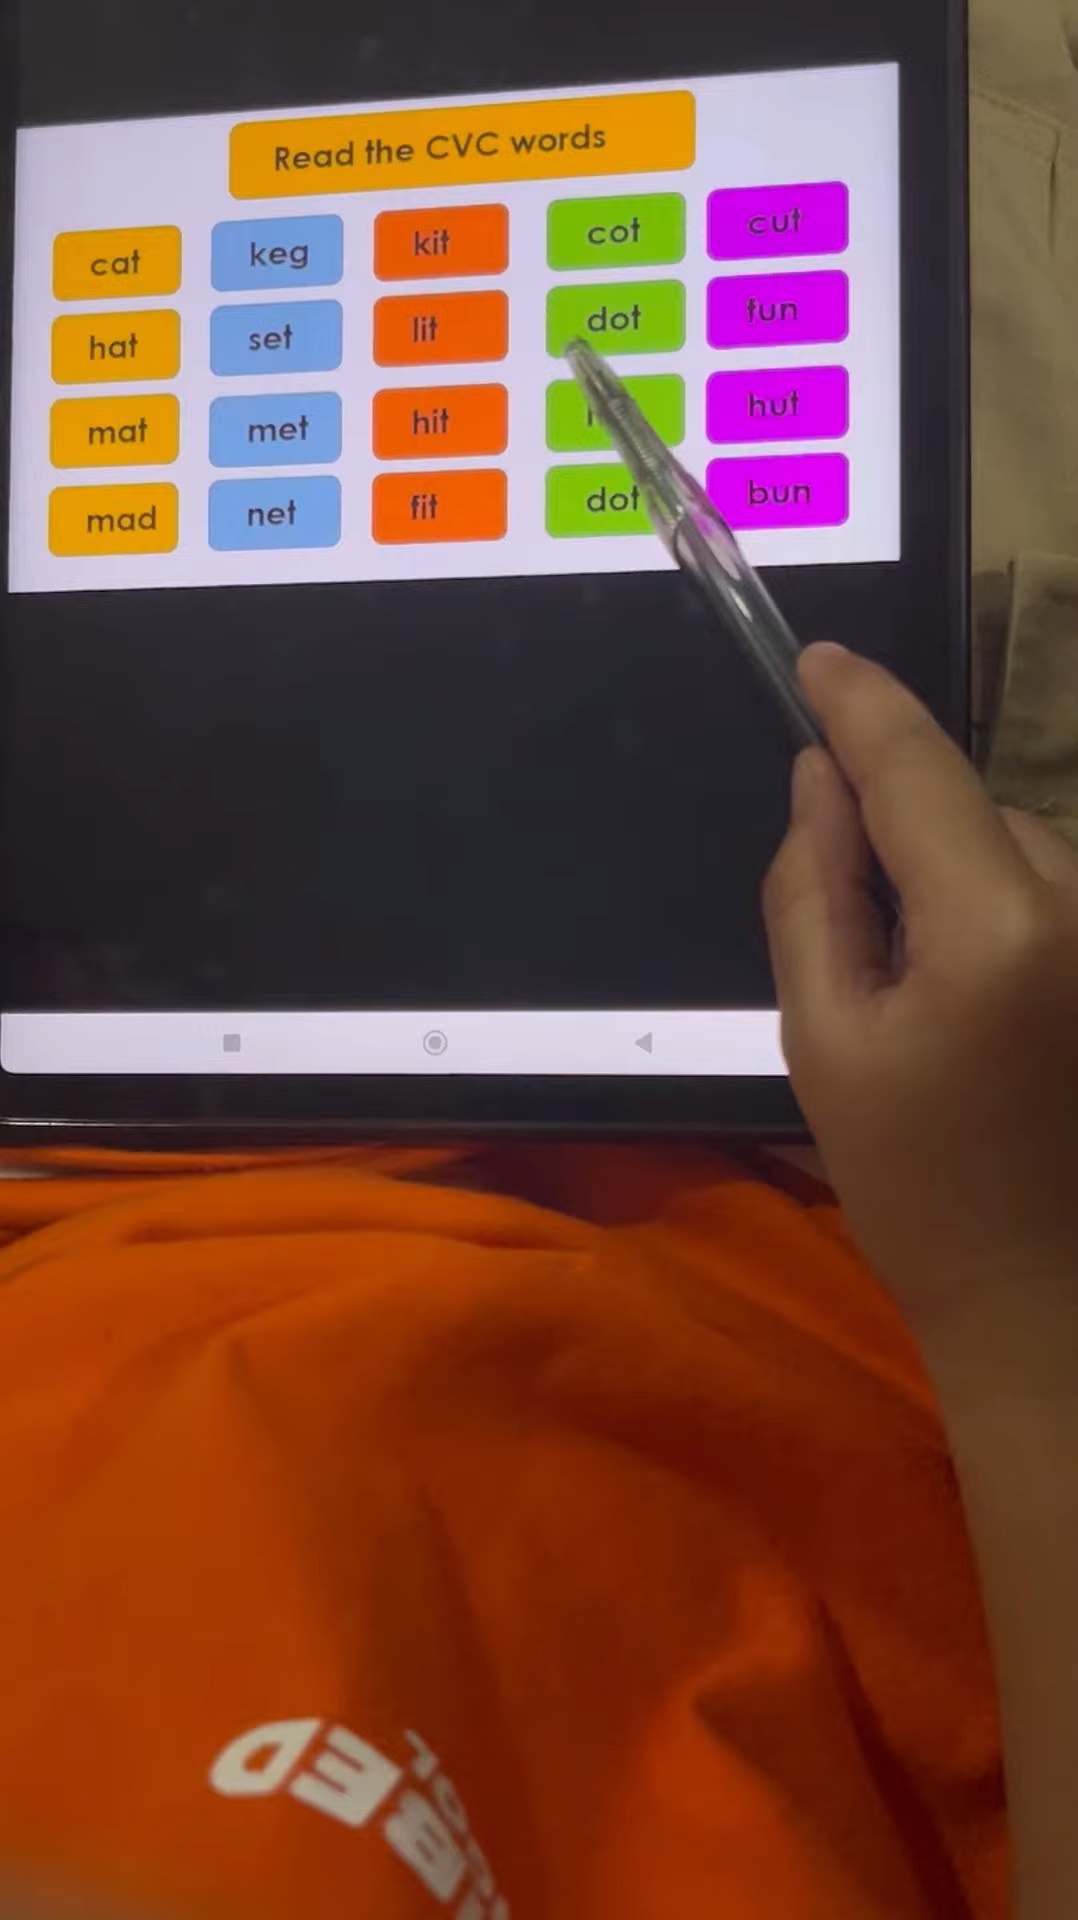 Read the CVC words
cat keg kit cot cut
hat set lit dot fun
mat met hit hut
mad net fit dot bun